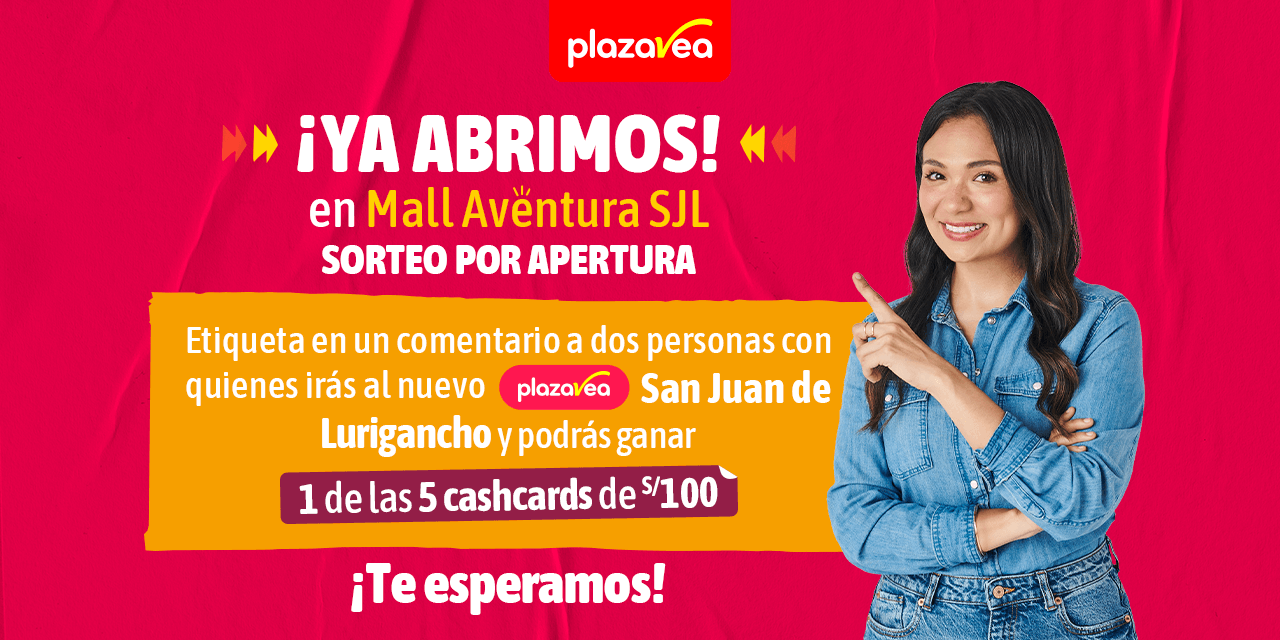 plazavea
¡YA ABRIMOS!
en Mall Aventura SJL
SORTEO POR APERTURA
Etiqueta en un comentario a dos personas con
quienes irás al nuevo plazavea San Juan de
Lurigancho y podrás ganar
1 de las 5 cashcards de S/100
¡Te esperamos!